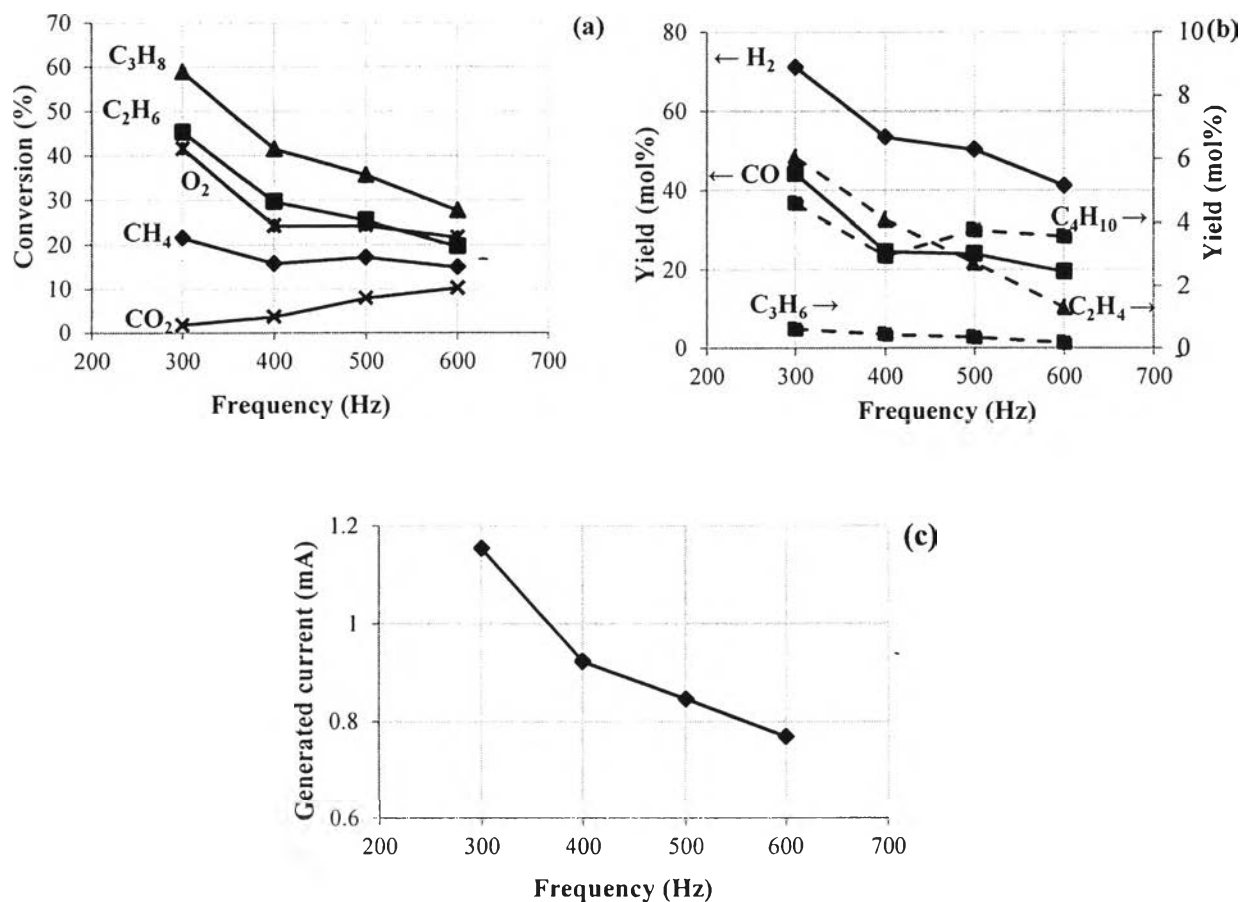 (a)
Conversion (%)
70
60
50
40
30
20
10
0
C₃H₈
C₂H₆
O₂
CH₄
CO₂
200 300 400 500 600 700
Frequency (Hz)
(b)
Yield (mol%)
80
60
40
20
0
← H₂
← CO
C₄H₁₀ →
C₃H₆ →
C₂H₄ →
10
8
6
4
2
0
Yield (mol%)
200 300 400 500 600 700
Frequency (Hz)
(c)
Generated current (mA)
1.2
1
0.8
0.6
200 300 400 500 600 700
Frequency (Hz)